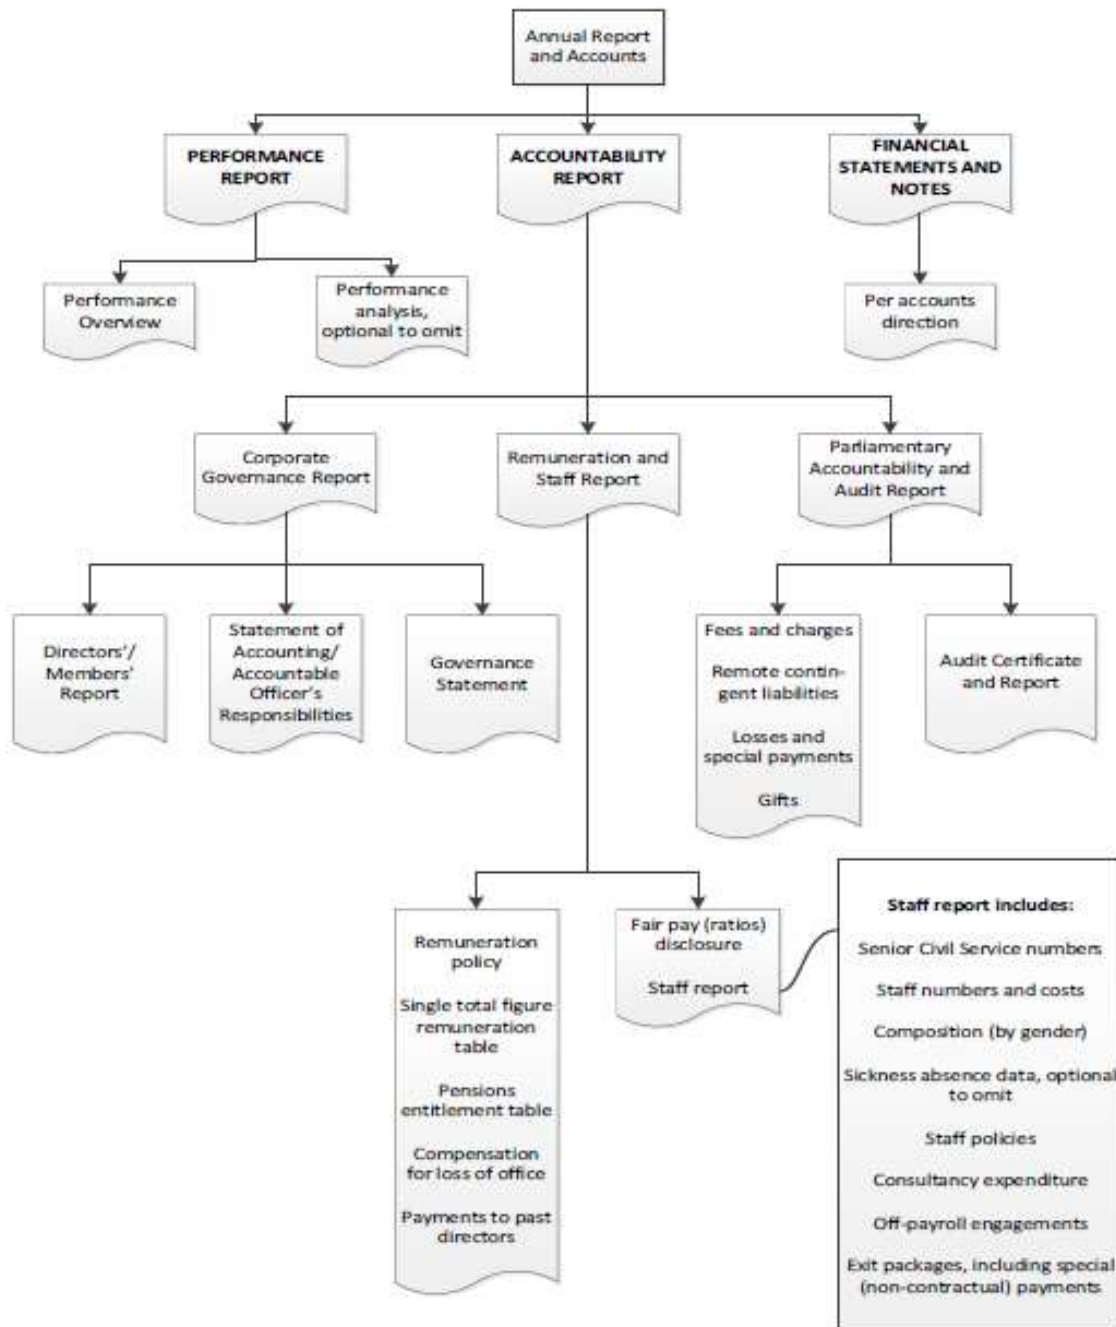 Annual Report
and Accounts
PERFORMANCE
REPORT
ACCOUNTABILITY
REPORT
FINANCIAL
STATEMENTS AND
NOTES
Performance
Overview
Performance
analysis,
optional to omit
Per accounts
direction
Corporate
Governance Report
Remuneration and
Staff Report
Parliamentary
Accountability and
Audit Report
Directors'/
Members'
Report
Statement of
Accounting/
Accountable
Officer's
Responsibilities
Governance
Statement
Fees and charges
Remote contin-
gent liabilities
Losses and
special payments
Gifts
Audit Certificate
and Report
Remuneration
policy
Single total figure
remuneration
table
Pensions
entitlement table
Compensation
for loss of office
Payments to past
directors
Fair pay (ratios)
disclosure
Staff report
Staff report includes:
Senior Civil Service numbers
Staff numbers and costs
Composition (by gender)
Sickness absence data, optional
to omit
Staff policies
Consultancy expenditure
Off-payroll engagements
Exit packages, including special
(non-contractual) payments